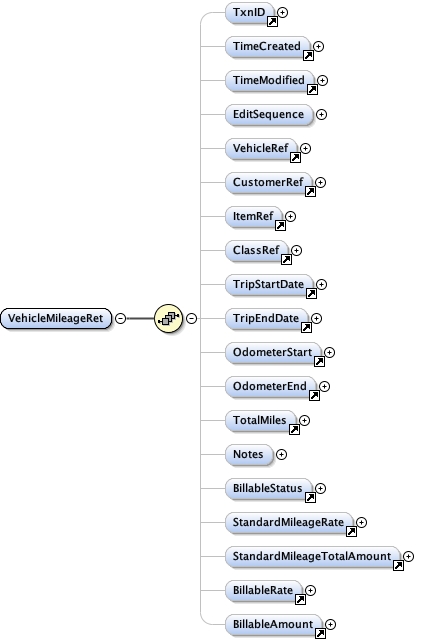 TxnID
TimeCreated
TimeModified
EditSequence
VehicleRef
CustomerRef
ItemRef
ClassRef
TripStartDate
VehicleMileageRet
TripEndDate
OdometerStart
OdometerEnd
TotalMiles
Notes
BillableStatus
StandardMileageRate
StandardMileageTotalAmount
BillableRate
BillableAmount